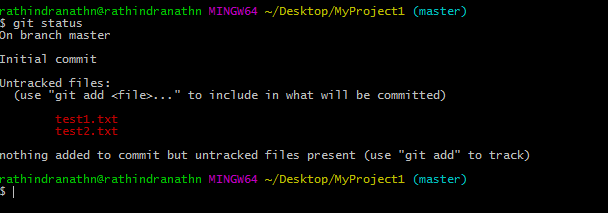 rathindranathn@rathindranathn MINGW64 ~/Desktop/MyProject1 (master)
$ git status
On branch master
Initial commit
Untracked files:
(use "git add <file>..." to include in what will be committed)
test1.txt
test2.txt
nothing added to commit but untracked files present (use "git add" to track)
rathindranathn@rathindranathn MINGW64 ~/Desktop/MyProject1 (master)
$